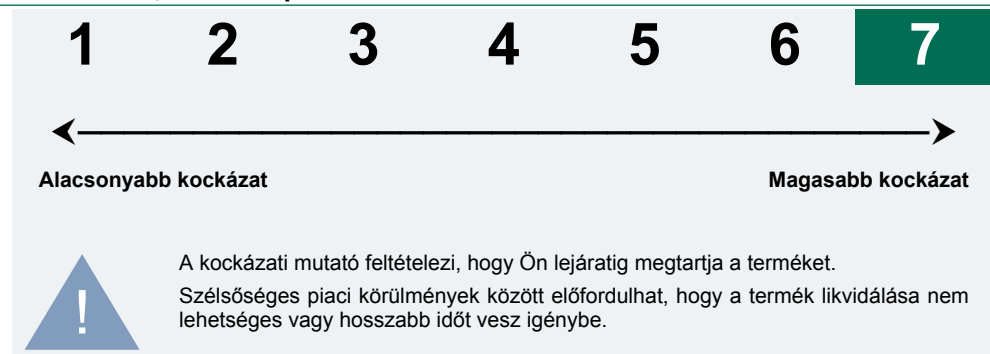 1 2 3 4 5 6 7
Alacsonyabb kockázat Magasabb kockázat
A kockázati mutató feltételezi, hogy Ön lejáratig megtartja a terméket.
Szélsőséges piaci körülmények között előfordulhat, hogy a termék likvidálása nem
lehetséges vagy hosszabb időt vesz igénybe.
!